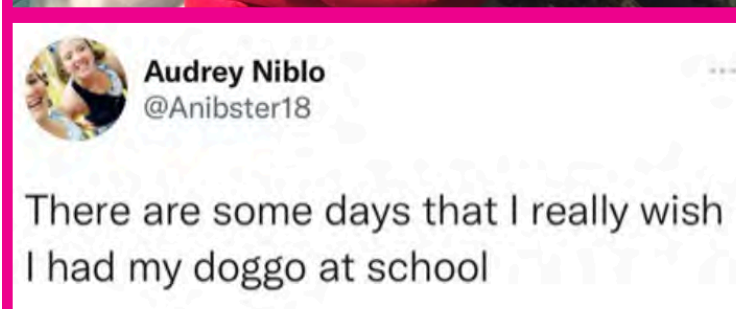 Audrey Niblo
@Anibster18
There are some days that I really wish
I had my doggo at school